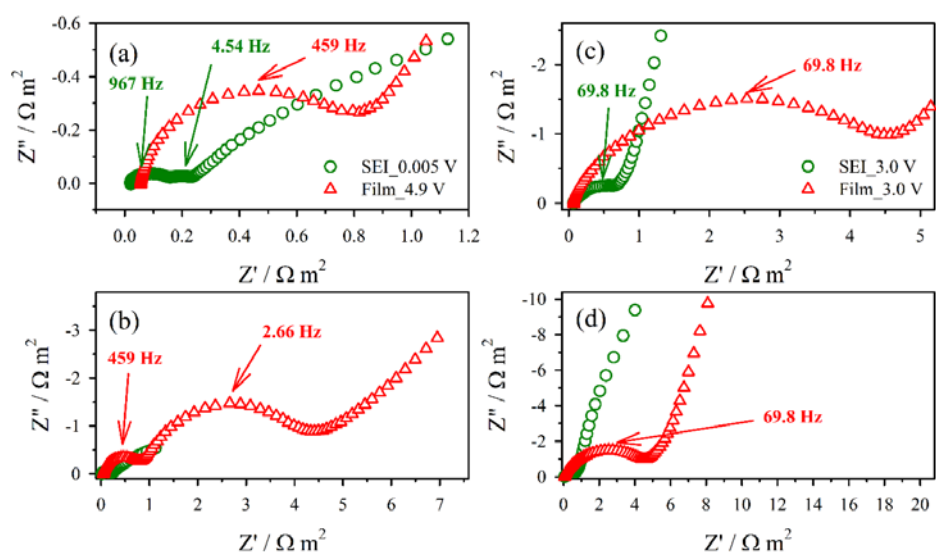 (a)
-0.6
-0.4
-0.2
0.0
Z'' / Ω m²
967 Hz
4.54 Hz
459 Hz
SEI_0.005 V
Film_4.9 V
0.0 0.2 0.4 0.6 0.8 1.0 1.2
Z' / Ω m²
(c)
-2
-1
0
Z'' / Ω m²
69.8 Hz
69.8 Hz
SEI_3.0 V
Film_3.0 V
0 1 2 3 4 5
Z' / Ω m²
(b)
-3
-2
-1
0
Z'' / Ω m²
459 Hz
2.66 Hz
0 1 2 3 4 5 6 7
Z' / Ω m²
(d)
-10
-8
-6
-4
-2
0
Z'' / Ω m²
69.8 Hz
0 2 4 6 8 10 12 14 16 18 20
Z' / Ω m²